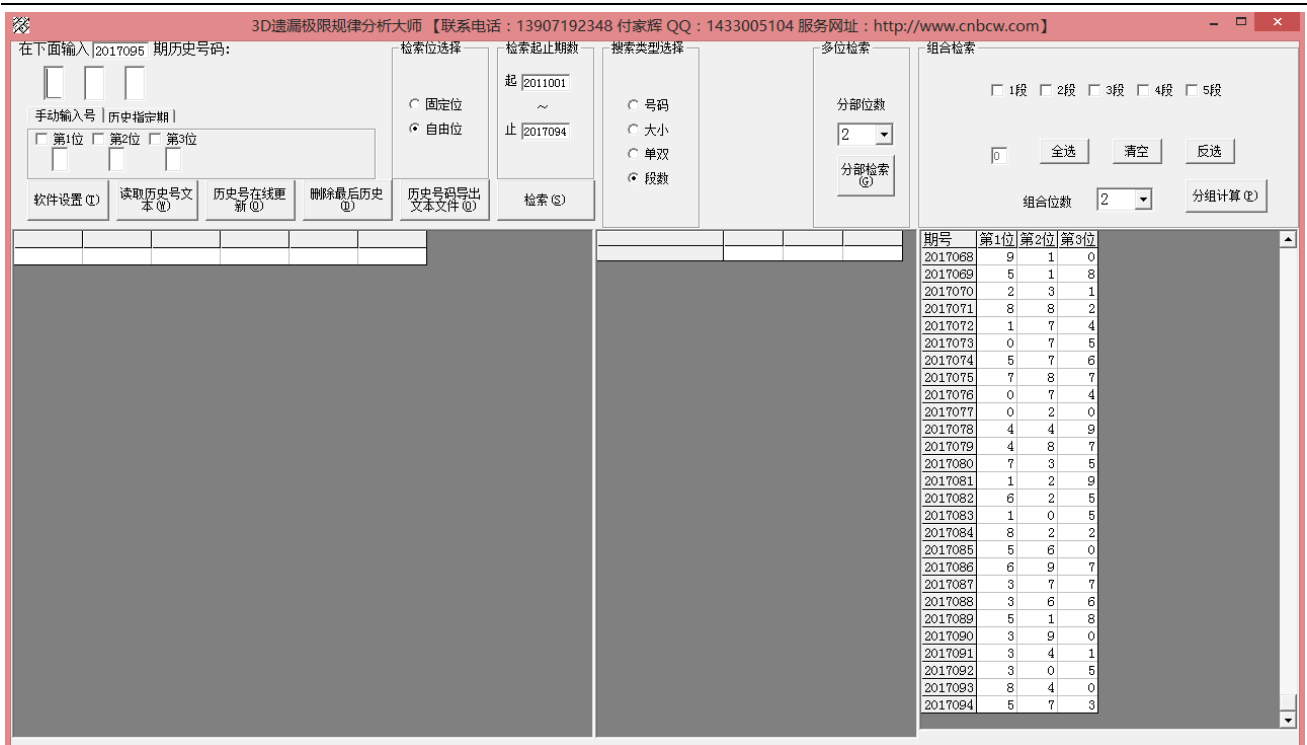 3D遗漏极限规律分析大师 【联系电话：13907192348 付家辉 QQ：1433005104 服务网址：http://www.cnbcw.com】
在下面输入 2017095 期历史号码:
手动输入号 历史指定期
第1位 第2位 第3位
软件设置(T)
读取历史号文本(W)
历史号在线更新(O)
删除最后历史(D)
检索位选择
固定位
自由位
历史号码导出文本文件(O)
检索起止期数
起 2011001
～
止 2017094
检索(S)
搜索类型选择
号码
大小
单双
段数
多位检索
分部位数
2
分部检索(G)
组合检索
1段 2段 3段 4段 5段
0 全选 清空 反选
组合位数 2 分组计算(P)
期号 第1位 第2位 第3位
2017068 9 1 0
2017069 5 1 8
2017070 2 3 1
2017071 8 8 2
2017072 1 7 4
2017073 0 7 5
2017074 5 7 6
2017075 7 8 7
2017076 0 7 4
2017077 0 2 0
2017078 4 4 9
2017079 4 8 7
2017080 7 3 5
2017081 1 2 9
2017082 6 2 5
2017083 1 0 5
2017084 8 2 2
2017085 5 6 0
2017086 6 9 7
2017087 3 7 7
2017088 3 6 6
2017089 5 1 8
2017090 3 9 0
2017091 3 4 1
2017092 3 0 5
2017093 8 4 0
2017094 5 7 3